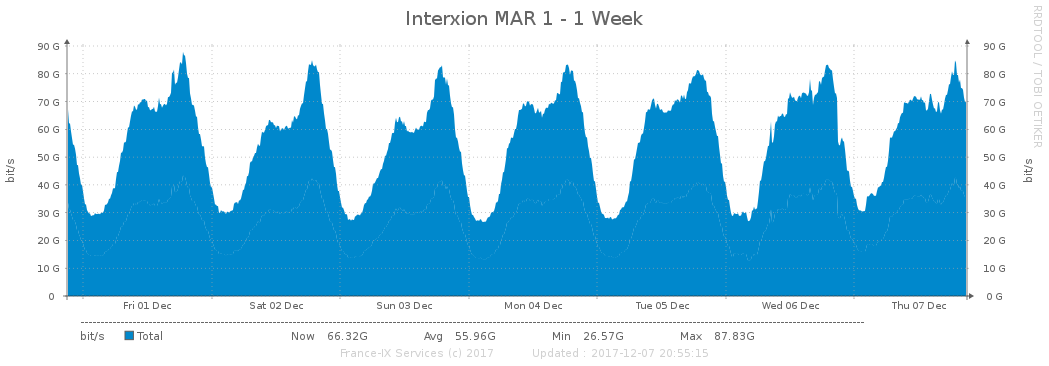 Interxion MAR 1 - 1 Week
RRDTOOL / TOBI OETIKER
90 G 90 G
80 G 80 G
70 G 70 G
60 G 60 G
50 G 50 G
40 G 40 G
30 G 30 G
20 G 20 G
10 G 10 G
0 0 G
bit/s bit/s
Fri 01 Dec Sat 02 Dec Sun 03 Dec Mon 04 Dec Tue 05 Dec Wed 06 Dec Thu 07 Dec
bit/s Total Now 66.32G Avg 55.96G Min 26.57G Max 87.83G
France-IX Services (c) 2017 Updated : 2017-12-07 20:55:15